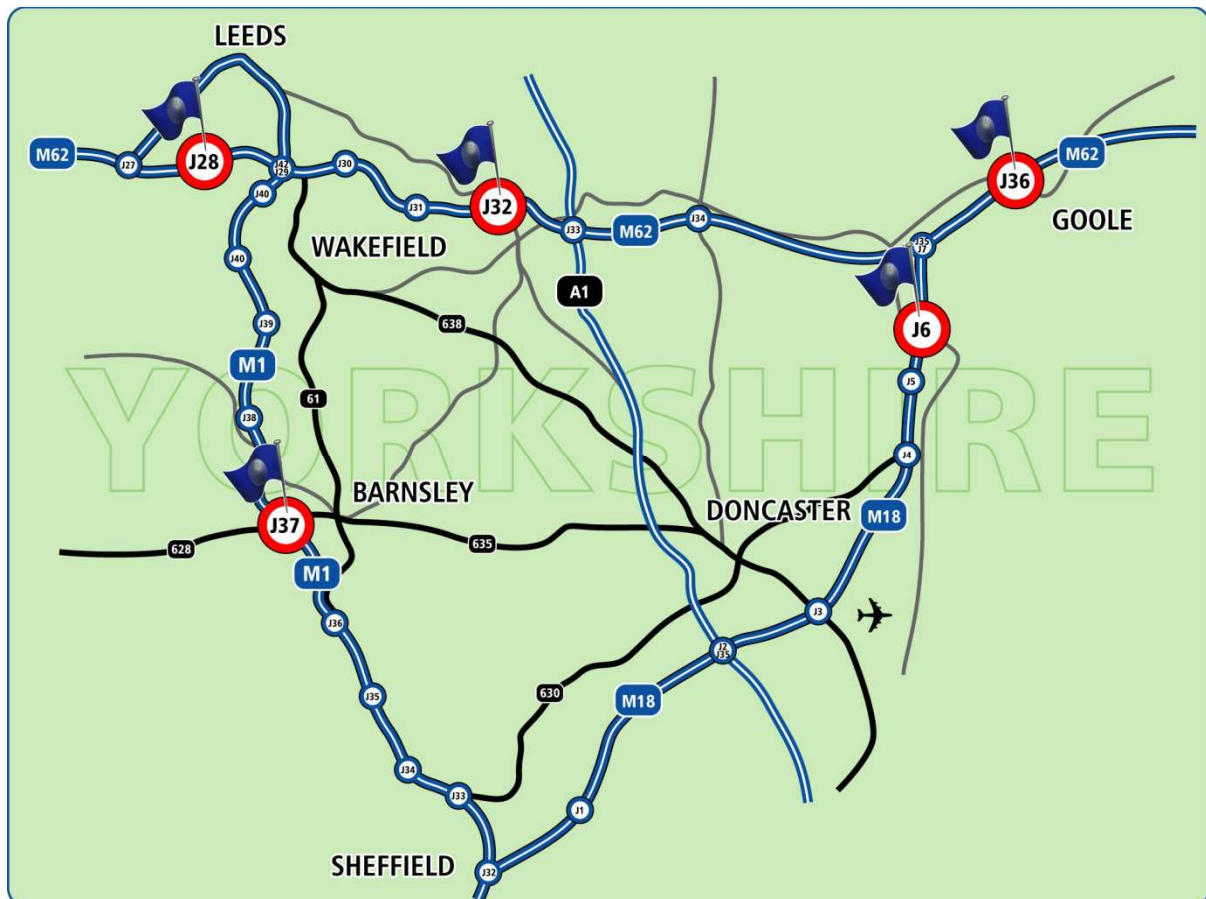 LEEDS
M62
J27
J28
J42
J29
J30
J40
J31
J32
J33
M62
J34
J35
J7
J36
M62
GOOLE
WAKEFIELD
J40
A1
J39
638
J6
M1
61
J5
YORKSHIRE
J38
J4
BARNSLEY
DONCASTER
M18
J37
628
635
M1
J36
J3
J2
J35
J35
630
M18
J34
J33
J1
SHEFFIELD
J32